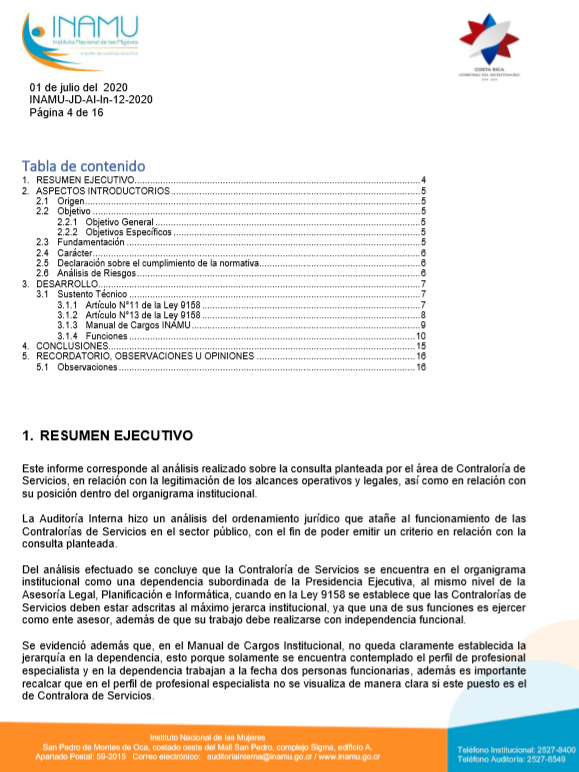 INAMU
Instituto Nacional de las Mujeres
COSTA RICA
GOBIERNO DEL BICENTENARIO
01 de julio del 2020
INAMU-JD-AI-In-12-2020
Página 4 de 16
Tabla de contenido
1. RESUMEN EJECUTIVO 4
2. ASPECTOS INTRODUCTORIOS 5
2.1 Origen 5
2.2 Objetivo 5
2.2.1 Objetivo General 5
2.2.2 Objetivos Específicos 5
2.3 Fundamentación 5
2.4 Carácter 6
2.5 Declaración sobre el cumplimiento de la normativa 6
2.6 Análisis de Riesgos 6
3. DESARROLLO 7
3.1 Sustento Técnico 7
3.1.1 Artículo N°11 de la Ley 9158 7
3.1.2 Artículo N°13 de la Ley 9158 8
3.1.3 Manual de Cargos INAMU 9
3.1.4 Funciones 10
4. CONCLUSIONES 15
5. RECORDATORIO, OBSERVACIONES U OPINIONES 16
5.1 Observaciones 16
1. RESUMEN EJECUTIVO
Este informe corresponde al análisis realizado sobre la consulta planteada por el área de Contraloría de
Servicios, en relación con la legitimación de los alcances operativos y legales, así como en relación con
su posición dentro del organigrama institucional.
La Auditoría Interna hizo un análisis del ordenamiento jurídico que atañe al funcionamiento de las
Contralorías de Servicios en el sector público, con el fin de poder emitir un criterio en relación con la
consulta planteada.
Del análisis efectuado se concluye que la Contraloría de Servicios se encuentra en el organigrama
institucional como una dependencia subordinada de la Presidencia Ejecutiva, al mismo nivel de la
Asesoría Legal, Planificación e Informática, cuando en la Ley 9158 se establece que las Contralorías de
Servicios deben estar adscritas al máximo jerarca institucional, ya que una de sus funciones es ejercer
como ente asesor, además de que su trabajo debe realizarse con independencia funcional.
Se evidenció además que, en el Manual de Cargos Institucional, no queda claramente establecida la
jerarquía en la dependencia, esto porque solamente se encuentra contemplado el perfil de profesional
especialista y en la dependencia trabajan a la fecha dos personas funcionarias, además es importante
recalcar que en el perfil de profesional especialista no se visualiza de manera clara si este puesto es el
de Contralora de Servicios.
Instituto Nacional de las Mujeres
San Pedro de Montes de Oca, costado oeste del Mall San Pedro, complejo Sigma, edificio A.
Apartado Postal: 59-2015 Correo electrónico: auditoriainterna@inamu.go.cr / www.inamu.go.cr
Teléfono Institucional: 2527-8400
Teléfono Auditoría: 2527-8549